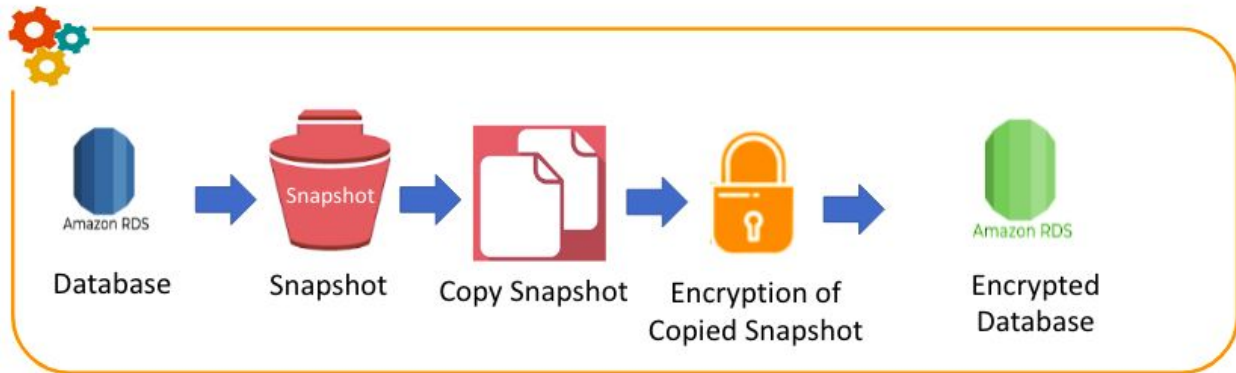 Snapshot
Amazon RDS
Amazon RDS
Database
Snapshot
Copy Snapshot
Encryption of
Copied Snapshot
Encrypted
Database